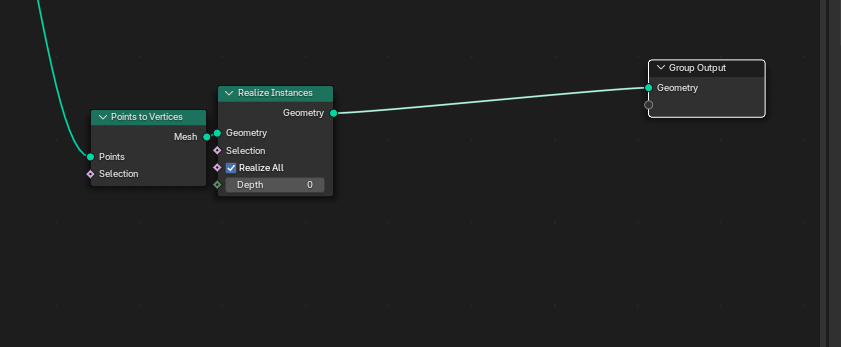 Points to Vertices
Mesh
Points
Selection
Realize Instances
Geometry
Geometry
Selection
Realize All
Depth 0
Group Output
Geometry